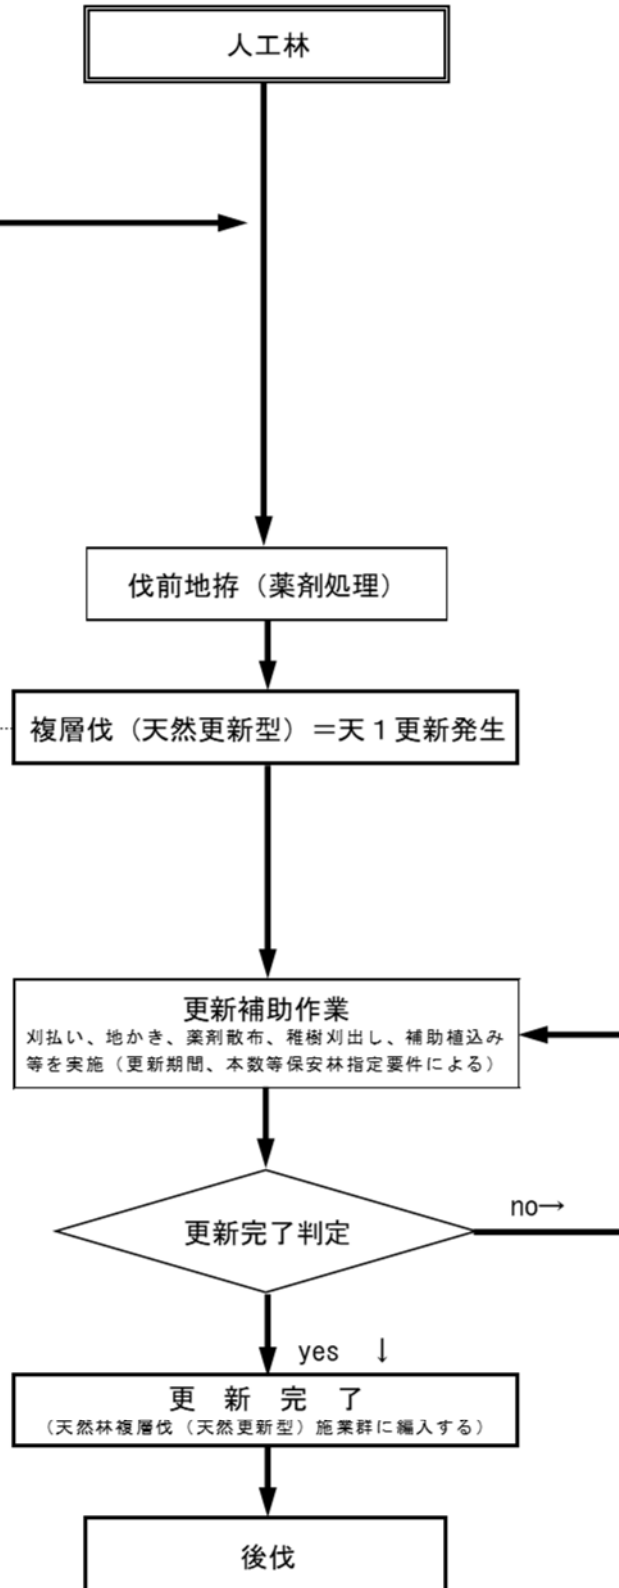 人工林
伐前地拵（薬剤処理）
複層伐（天然更新型）＝天１更新発生
更新補助作業
刈払い、地かき、薬剤散布、稚樹刈出し、補助植込み
等を実施（更新期間、本数等保安林指定要件による）
更新完了判定
no→
yes ↓
更　新　完　了
（天然林複層伐（天然更新型）施業群に編入する）
後伐